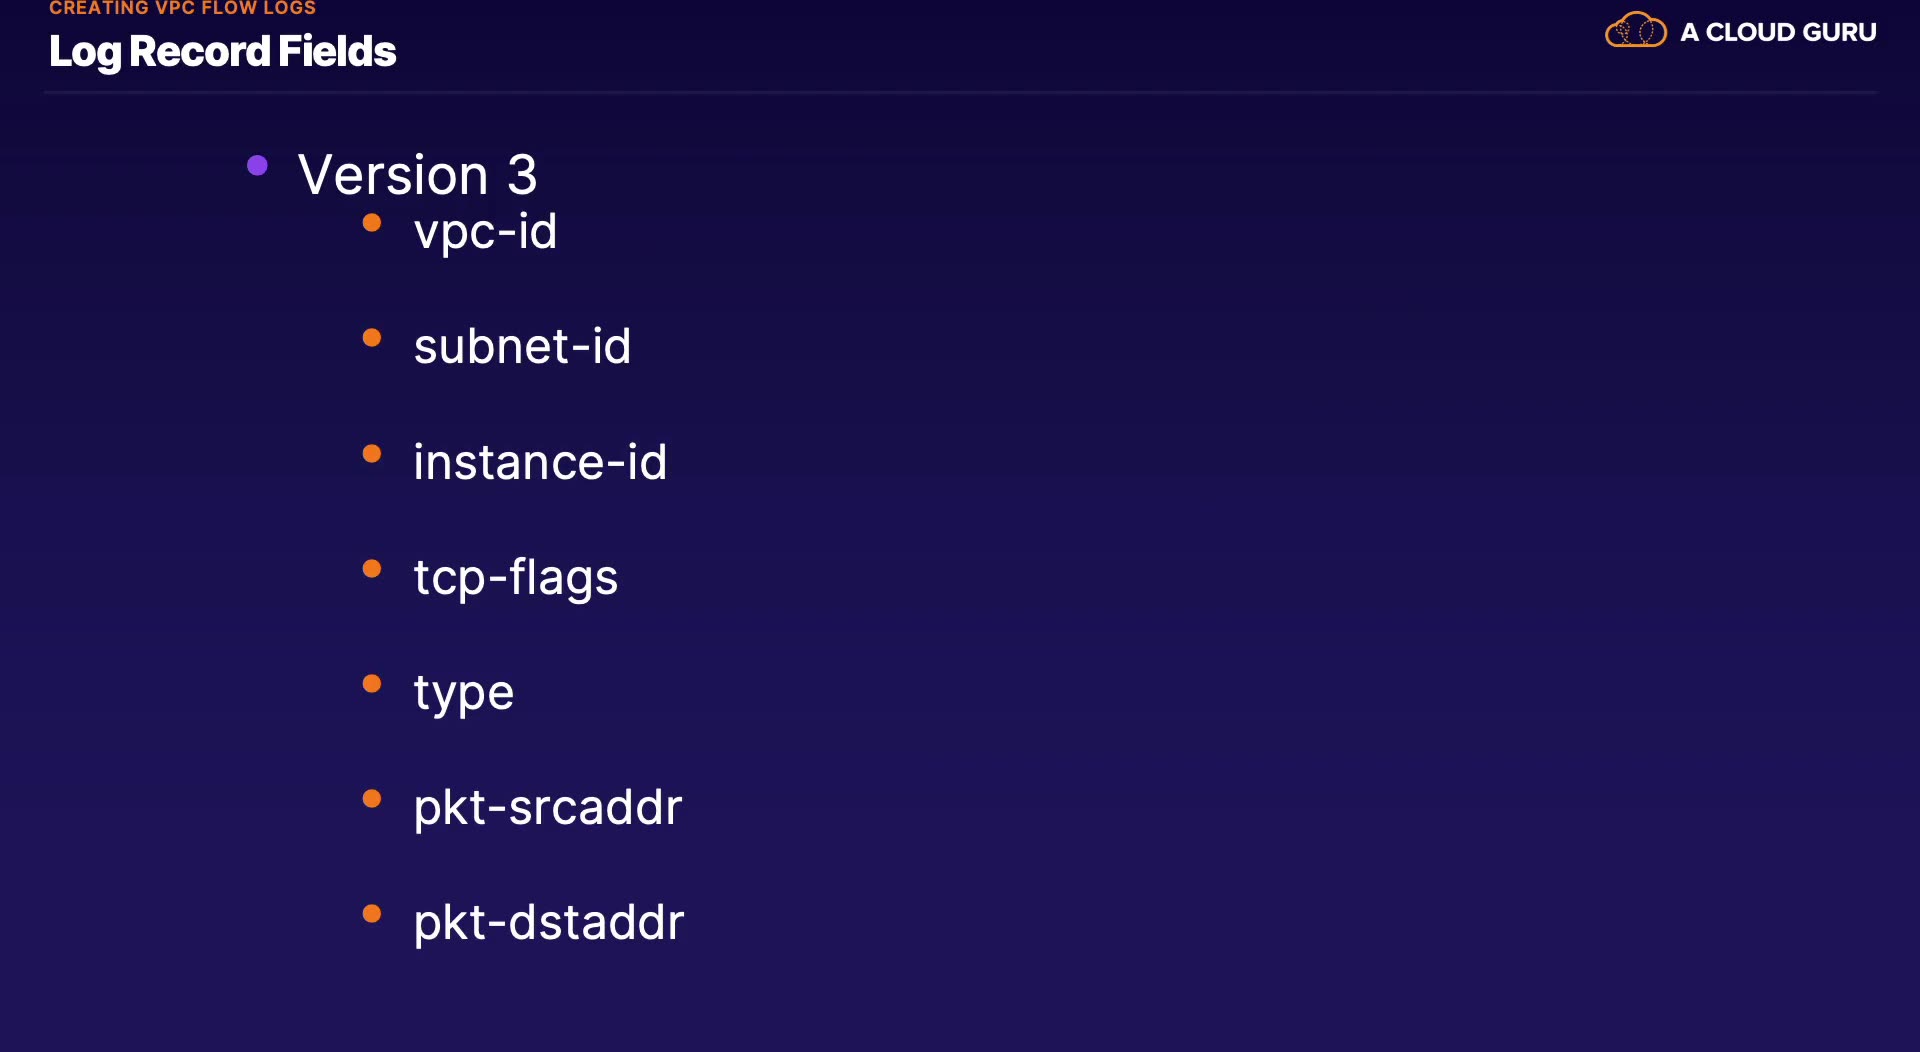 CREATING VPC FLOW LOGS
Log Record Fields
A CLOUD GURU
Version 3
vpc-id
subnet-id
instance-id
tcp-flags
type
pkt-srcaddr
pkt-dstaddr